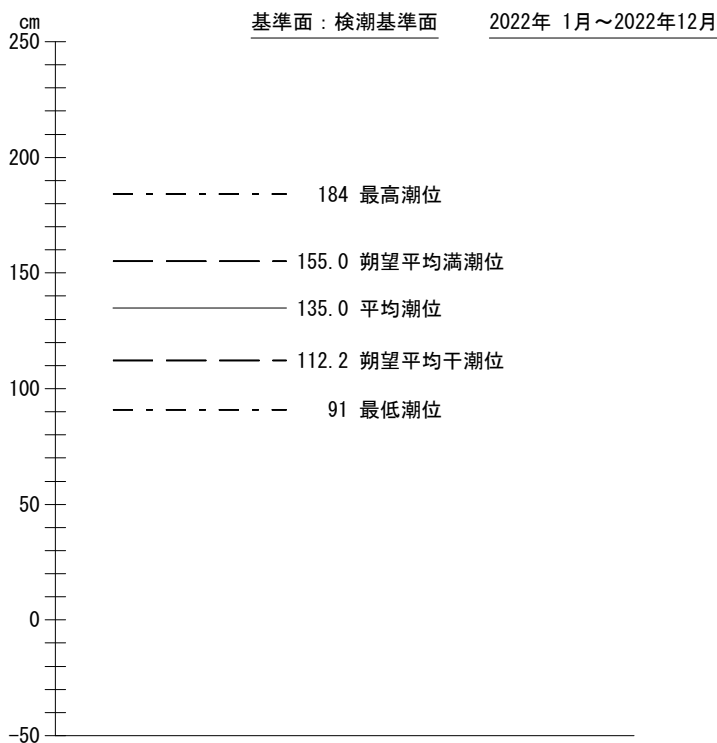 cm
基準面：検潮基準面 2022年 1月～2022年12月
250
200
184 最高潮位
155.0 朔望平均満潮位
150
135.0 平均潮位
112.2 朔望平均干潮位
100
91 最低潮位
50
0
-50